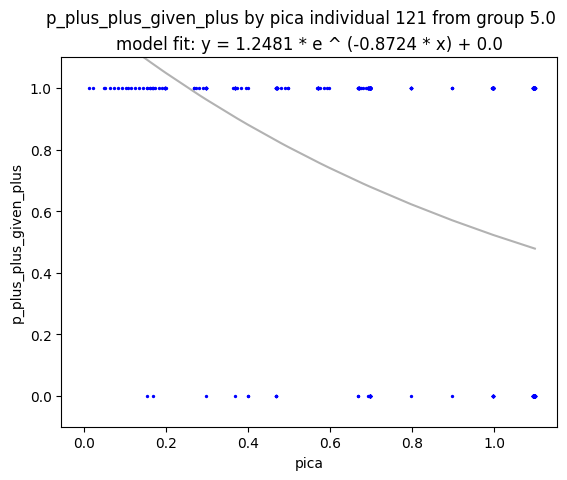 p_plus_plus_given_plus by pica individual 121 from group 5.0
model fit: y = 1.2481 * e ^ (-0.8724 * x) + 0.0
1.0
0.8
0.6
0.4
0.2
0.0
p_plus_plus_given_plus
0.0 0.2 0.4 0.6 0.8 1.0
pica